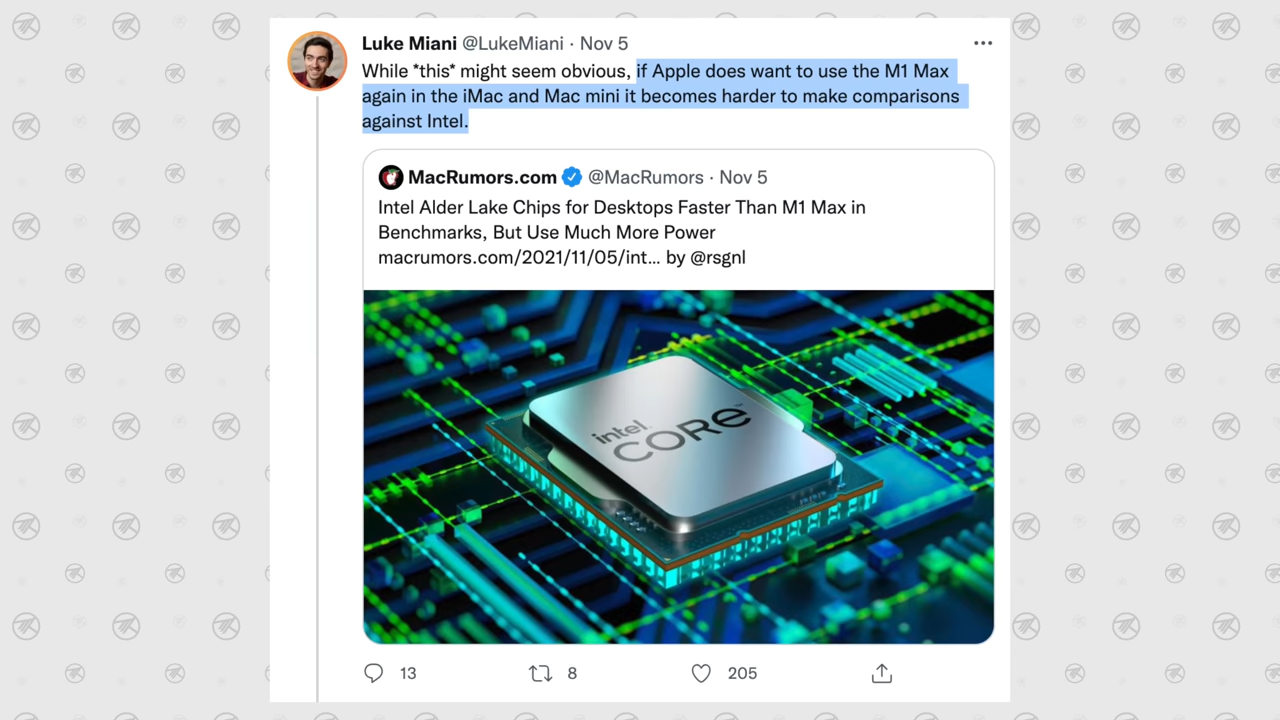 Luke Miani @LukeMiani · Nov 5
While *this* might seem obvious, if Apple does want to use the M1 Max
again in the iMac and Mac mini it becomes harder to make comparisons
against Intel.
MacRumors.com @MacRumors · Nov 5
Intel Alder Lake Chips for Desktops Faster Than M1 Max in
Benchmarks, But Use Much More Power
macrumors.com/2021/11/05/int... by @rsgnl
intel.
CORE™
13 8 205